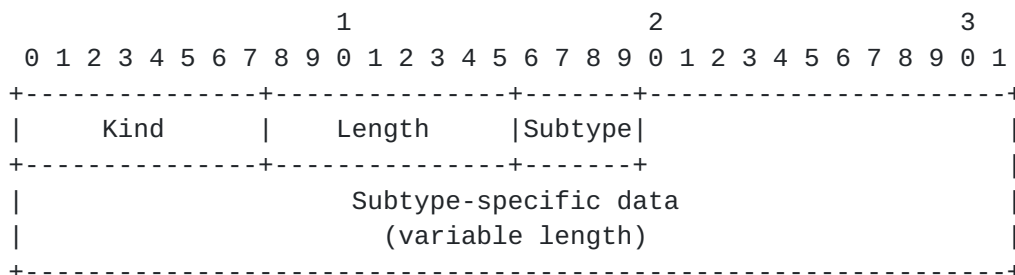 1                   2                   3
 0 1 2 3 4 5 6 7 8 9 0 1 2 3 4 5 6 7 8 9 0 1 2 3 4 5 6 7 8 9 0 1
+---------------+---------------+-------+-----------------------+
|     Kind      |    Length     |Subtype|                       |
+---------------+---------------+-------+                       |
|                     Subtype-specific data                     |
|                       (variable length)                       |
+---------------------------------------------------------------+